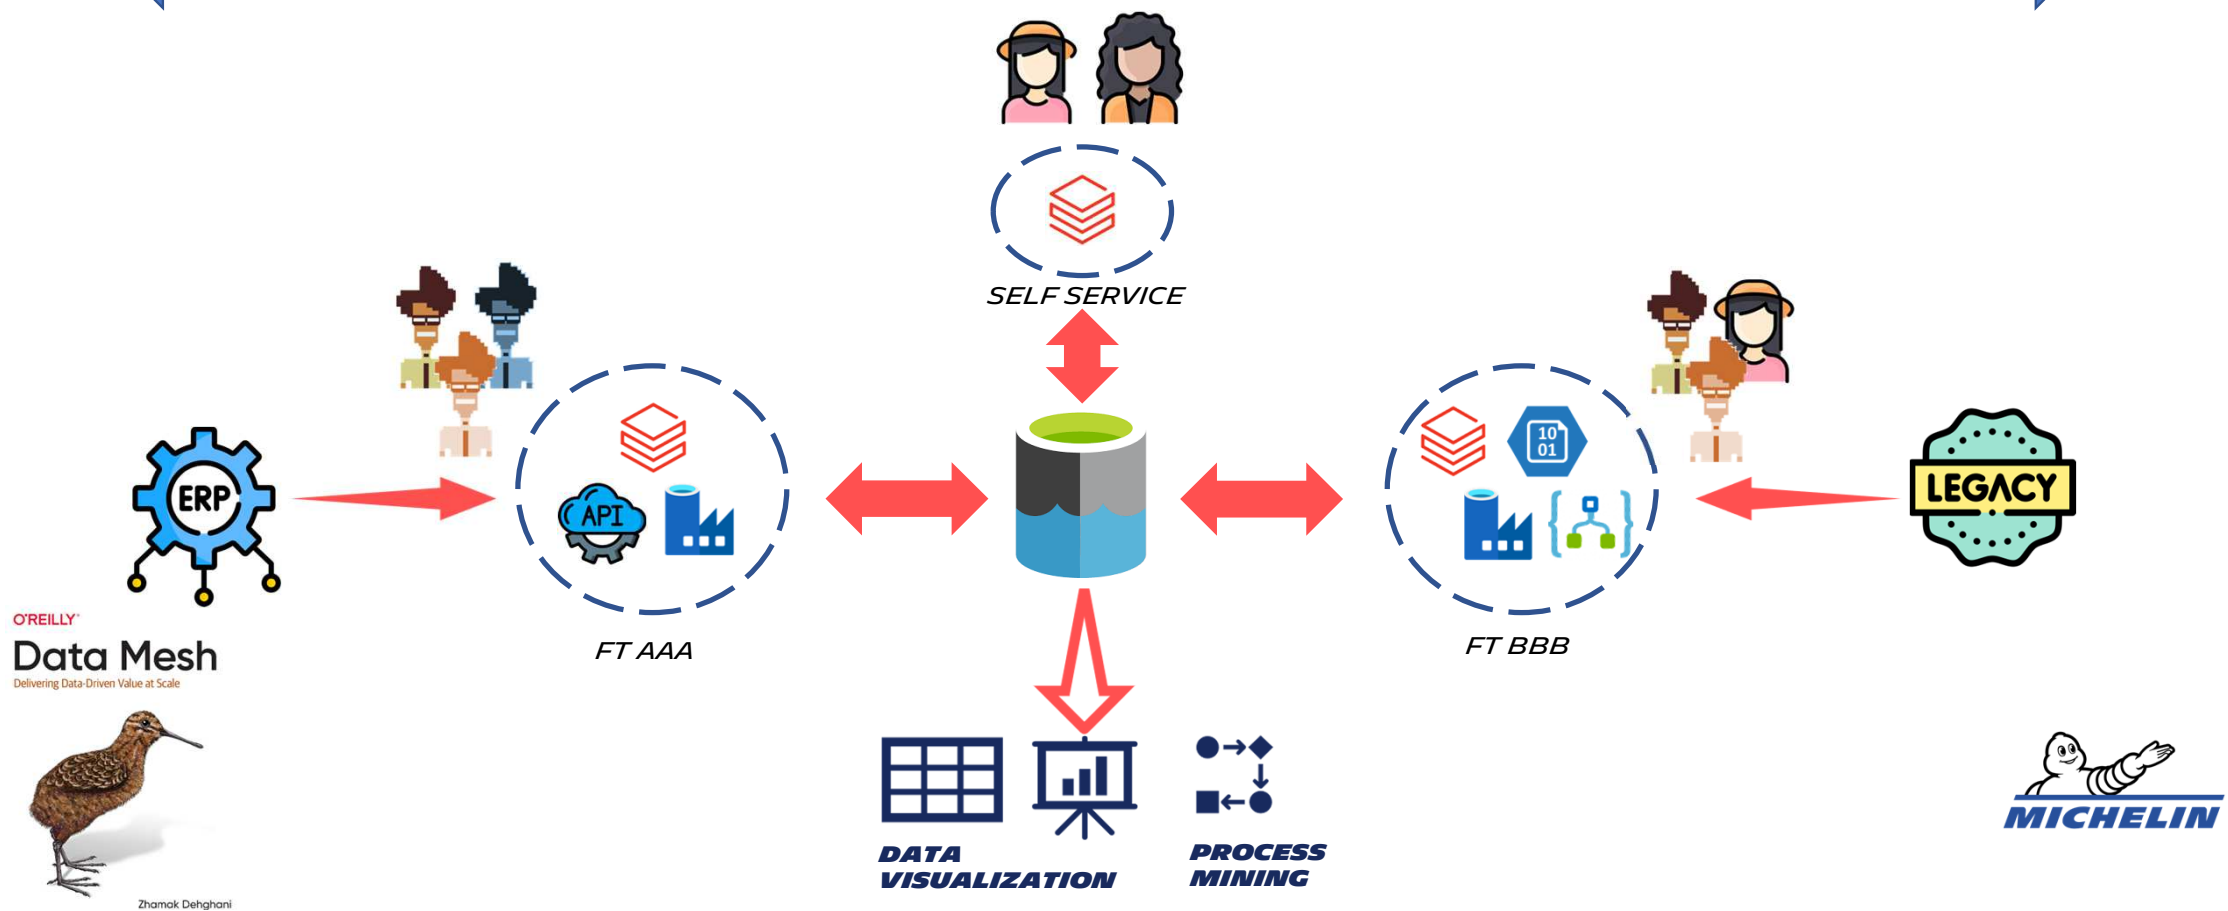 SELF SERVICE
ERP
API
10
01
LEGACY
O'REILLY
Data Mesh
Delivering Data-Driven Value at Scale
FT AAA
FT BBB
DATA
VISUALIZATION
PROCESS
MINING
MICHELIN
Zhamak Dehghani